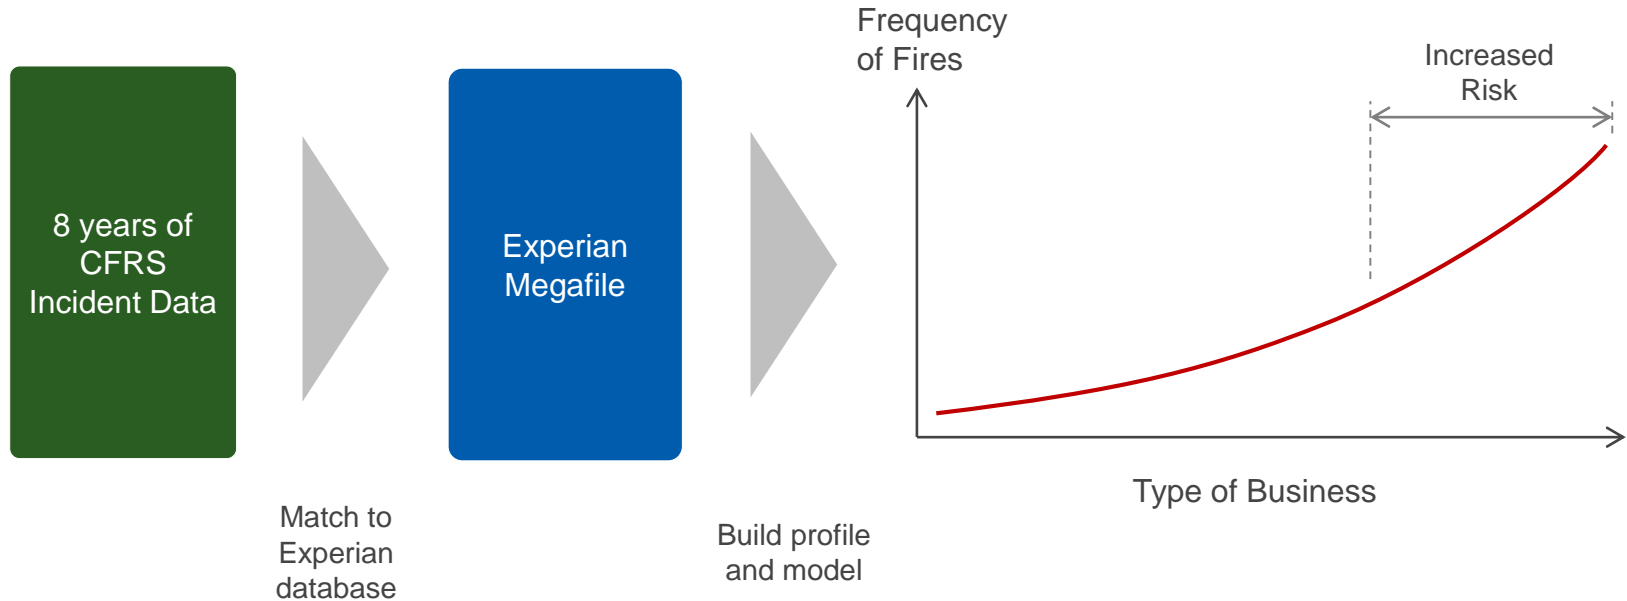 8 years of
CFRS
Incident Data
Match to
Experian
database
Experian
Megafile
Build profile
and model
Frequency
of Fires
Increased
Risk
Type of Business